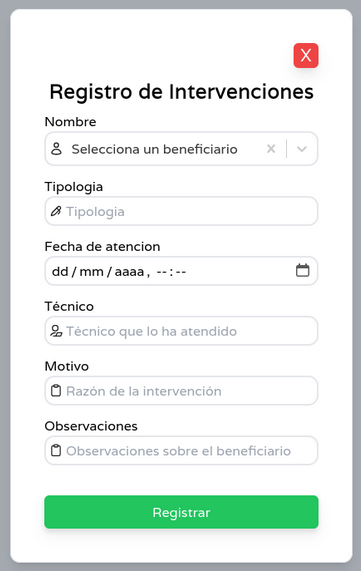 X
Registro de Intervenciones
Nombre
Selecciona un beneficiario
Tipologia
Tipologia
Fecha de atencion
dd / mm / aaaa , -- : --
Técnico
Técnico que lo ha atendido
Motivo
Razón de la intervención
Observaciones
Observaciones sobre el beneficiario
Registrar